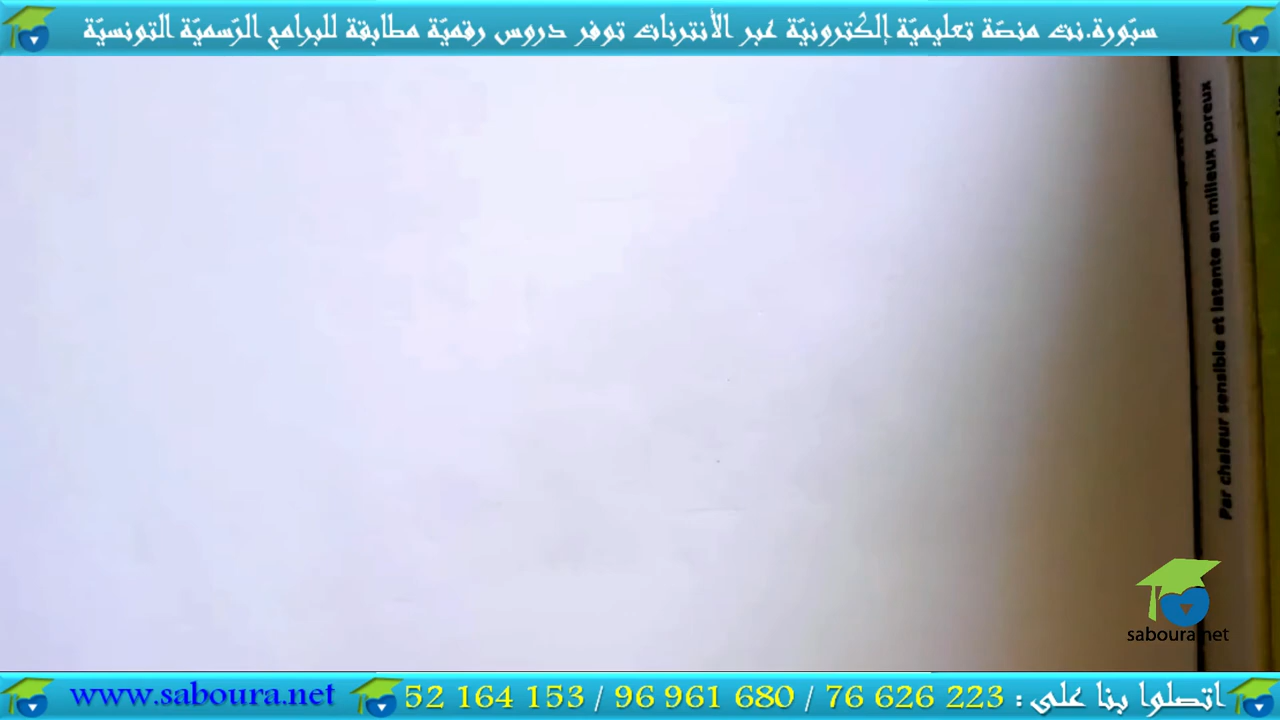 سبّورة.نت منصّة تعليميّة إلكترونيّة عبر الأنترنات توفر دروس رقميّة مطابقة للبرامج الرّسميّة التونسيّة
Par chaleur sensible et latente en milieux poreux
saboura.net
www.saboura.net
اتصلوا بنا على : 76 626 223 / 96 961 680 / 52 164 153